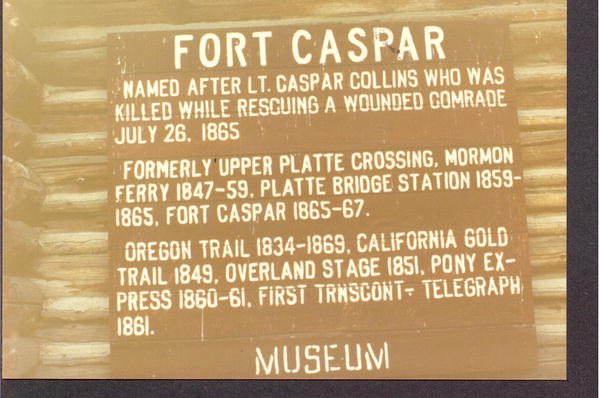 FORT CASPAR
NAMED AFTER LT. CASPAR COLLINS WHO WAS
KILLED WHILE RESCUING A WOUNDED COMRADE
JULY 26, 1865
FORMERLY UPPER PLATTE CROSSING, MORMON
FERRY 1847-59, PLATTE BRIDGE STATION 1859-
1865, FORT CASPAR 1865-67.
OREGON TRAIL 1834-1869, CALIFORNIA GOLD
TRAIL 1849, OVERLAND STAGE 1851, PONY EX-
PRESS 1860-61, FIRST TRNSCONT- TELEGRAPH
1861.
MUSEUM